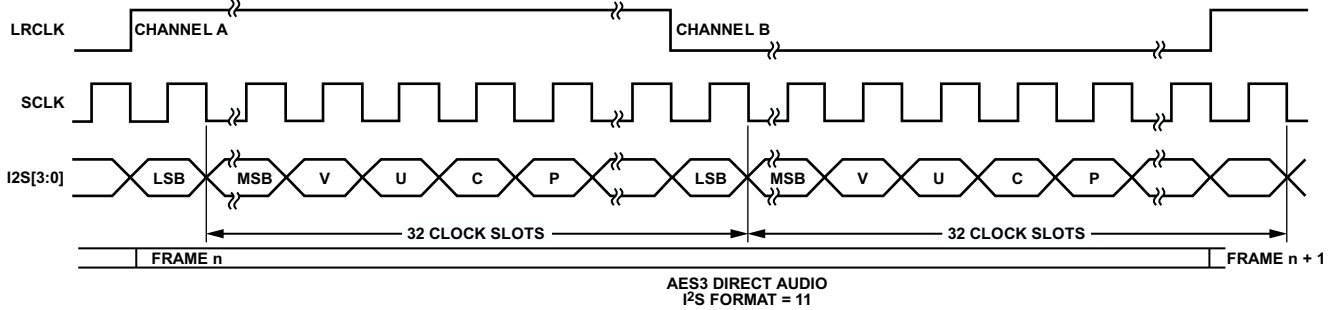 LRCLK CHANNEL A CHANNEL B
SCLK
I2S[3:0] LSB MSB V U C P LSB MSB V U C P
32 CLOCK SLOTS 32 CLOCK SLOTS
FRAME n FRAME n + 1
AES3 DIRECT AUDIO
I²S FORMAT = 11